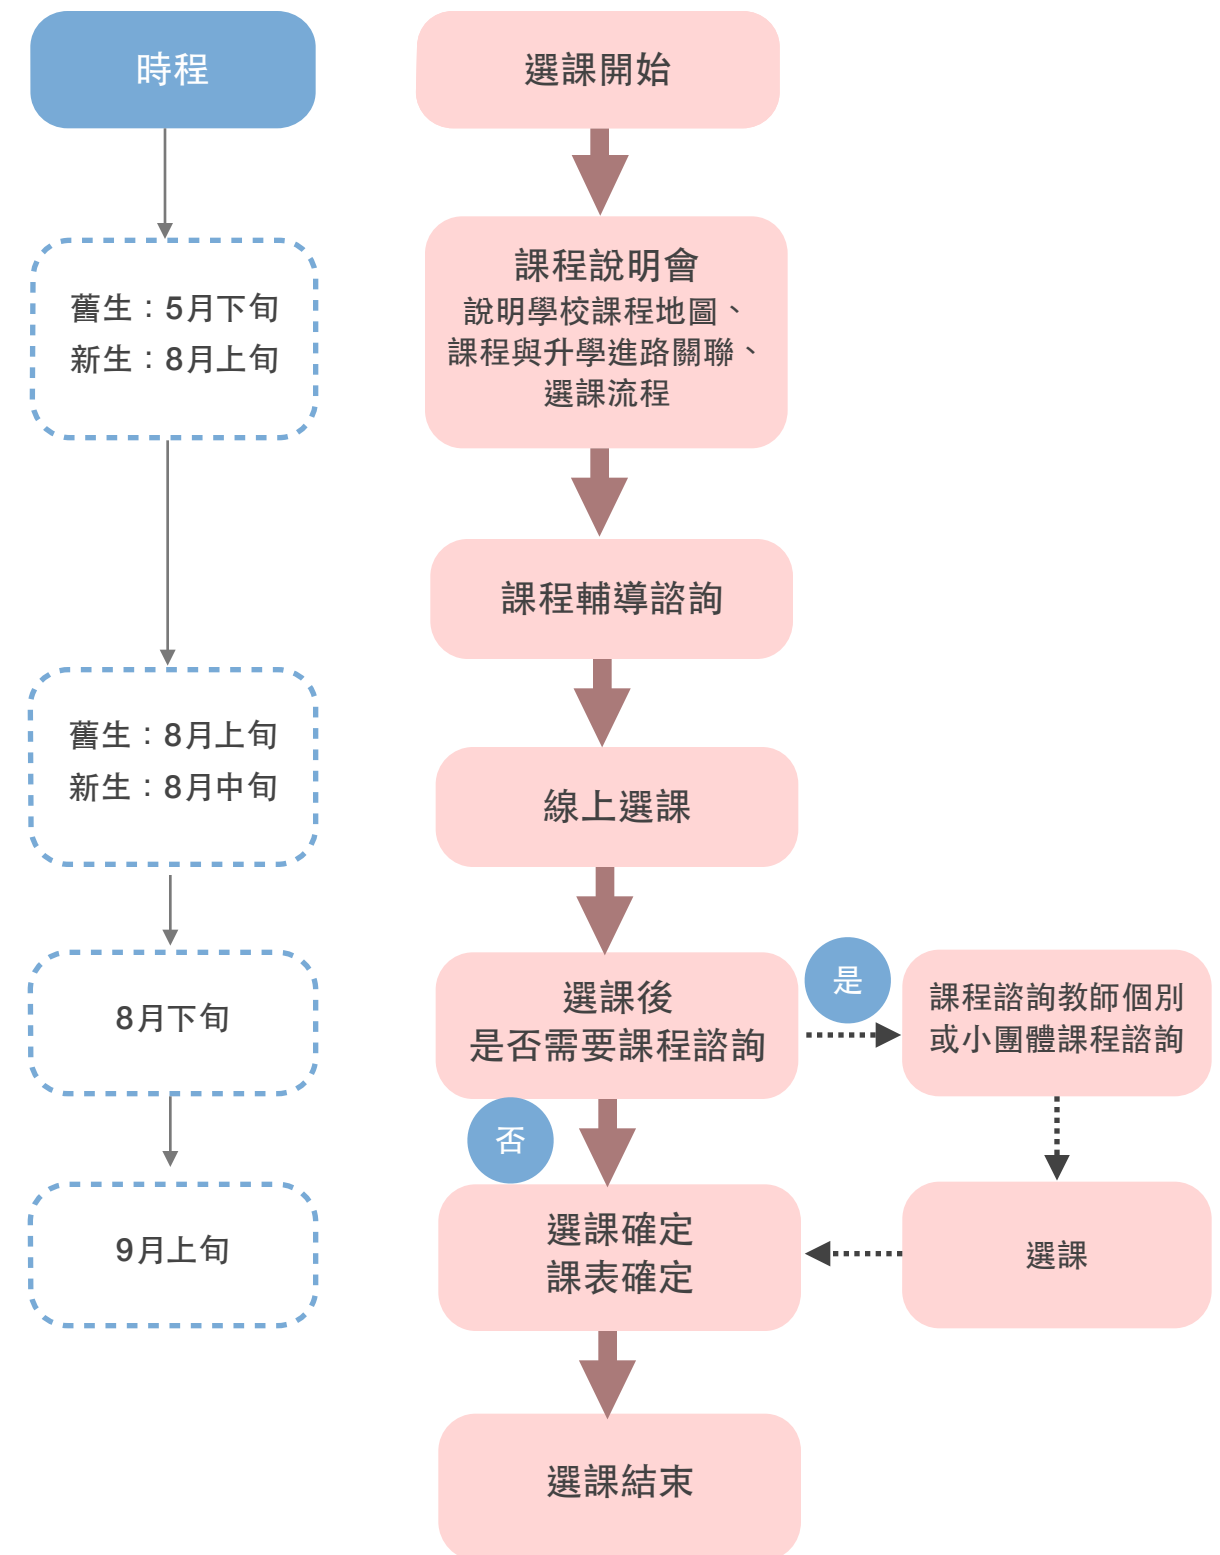 時程
選課開始
舊生：5月下旬
新生：8月上旬
課程說明會
說明學校課程地圖、
課程與升學進路關聯、
選課流程
課程輔導諮詢
舊生：8月上旬
新生：8月中旬
線上選課
8月下旬
選課後
是否需要課程諮詢
是
課程諮詢教師個別
或小團體課程諮詢
否
9月上旬
選課確定
課表確定
選課
選課結束